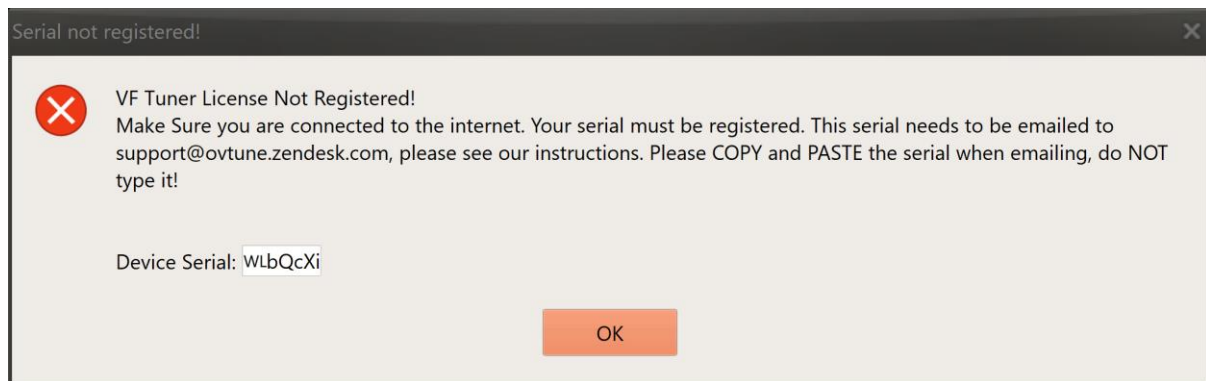 Serial not registered!
VF Tuner License Not Registered!
Make Sure you are connected to the internet. Your serial must be registered. This serial needs to be emailed to
support@ovtune.zendesk.com, please see our instructions. Please COPY and PASTE the serial when emailing, do NOT
type it!
Device Serial: WLbQcXi
OK